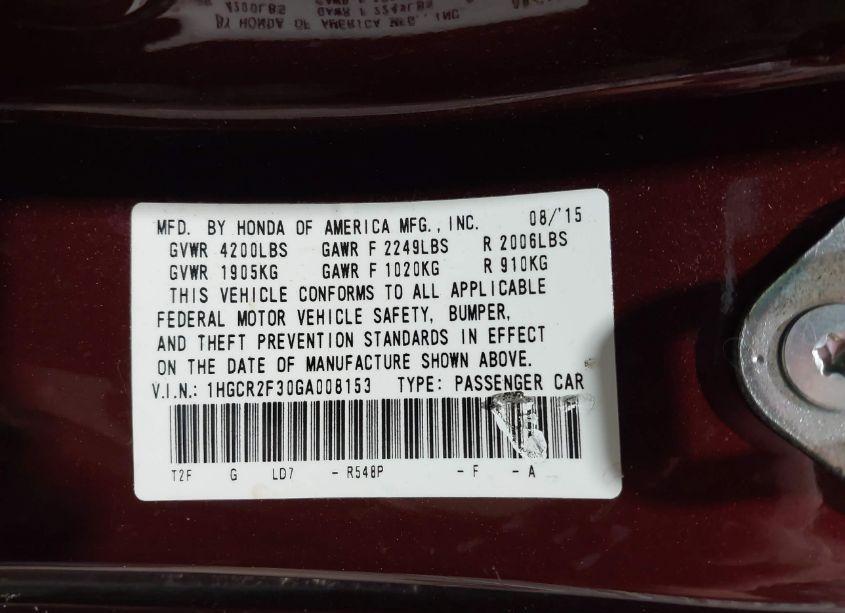 MFD. BY HONDA OF AMERICA MFG., INC. 08/'15
GVWR 4200LBS GAWR F 2249LBS R 2006LBS
GVWR 1905KG GAWR F 1020KG R 910KG
THIS VEHICLE CONFORMS TO ALL APPLICABLE
FEDERAL MOTOR VEHICLE SAFETY, BUMPER,
AND THEFT PREVENTION STANDARDS IN EFFECT
ON THE DATE OF MANUFACTURE SHOWN ABOVE.
V.I.N.: 1HGCR2F30GA008153 TYPE: PASSENGER CAR
T2F G LD7 - R548P - F - A